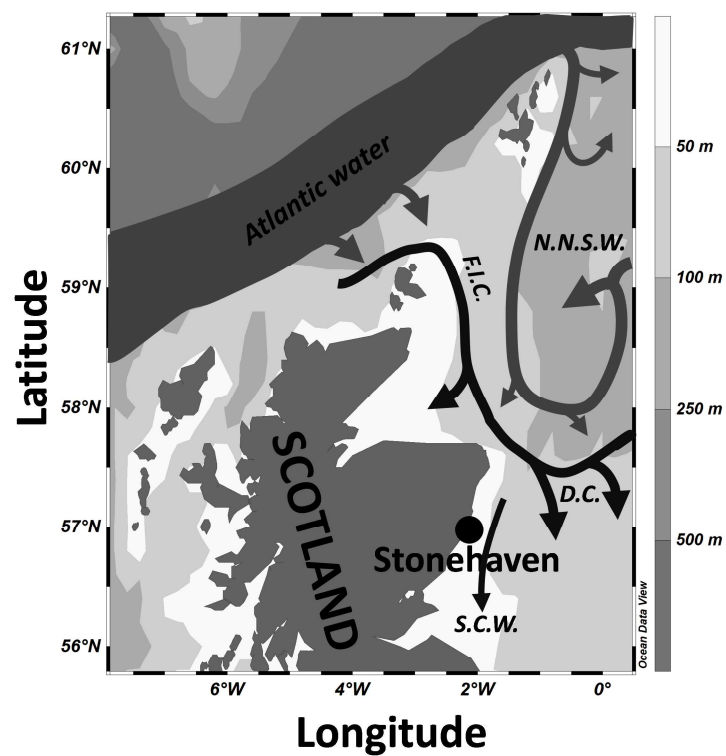 61°N
60°N
59°N
58°N
57°N
56°N
Latitude
6°W
4°W
2°W
0°
Longitude
Atlantic water
F.I.C.
N.N.S.W.
D.C.
SCOTLAND
Stonehaven
S.C.W.
Ocean Data View
50 m
100 m
250 m
500 m